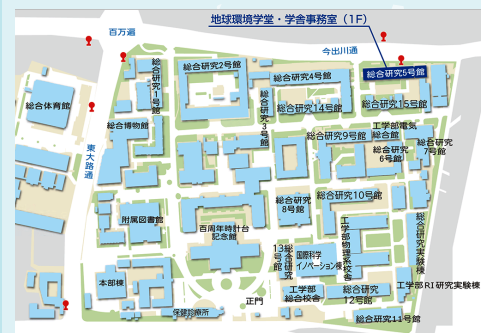 地球環境学堂・学舎事務室（1F）
百万遍
今出川通
総合研究1号館
総合研究2号館
総合研究4号館
総合研究5号館
総合体育館
総合研究14号館
総合研究15号館
総合博物館
総合研究3号館
総合研究9号館
工学部電気
総合館
総合研究
6号館
総合研究
7号館
東大路通
総合研究10号館
総合研究
8号館
附属図書館
百周年時計台
記念館
工学部物理系校舎
総合研究実験棟
総合研究
13号館
国際科学
イノベーション棟
本部棟
工学部RI研究実験棟
工学部
総合校舎
総合研究
12号館
正門
保健診療所
総合研究11号館